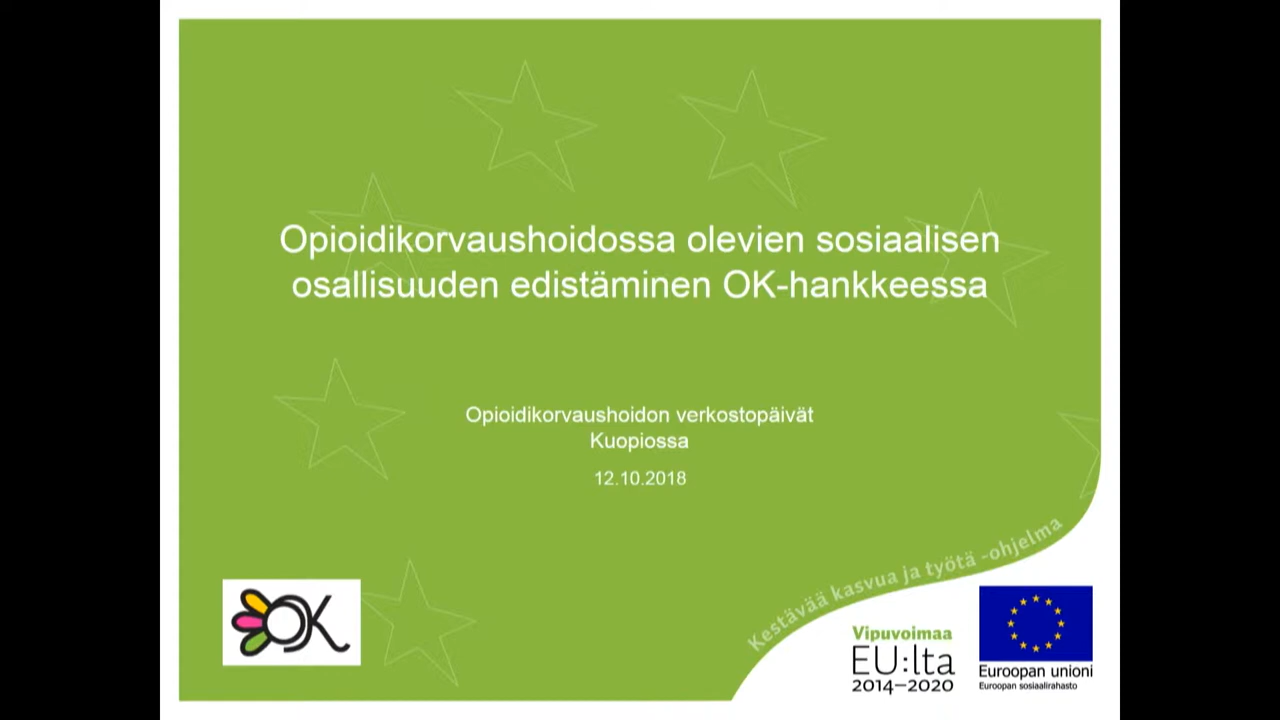 Opioidikorvaushoidossa olevien sosiaalisen
osallisuuden edistäminen OK-hankkeessa
Opioidikorvaushoidon verkostopäivät
Kuopiossa
12.10.2018
Kestävää kasvua ja työtä -ohjelma
OK
Vipuvoimaa
EU:lta
2014–2020
Euroopan unioni
Euroopan sosiaalirahasto